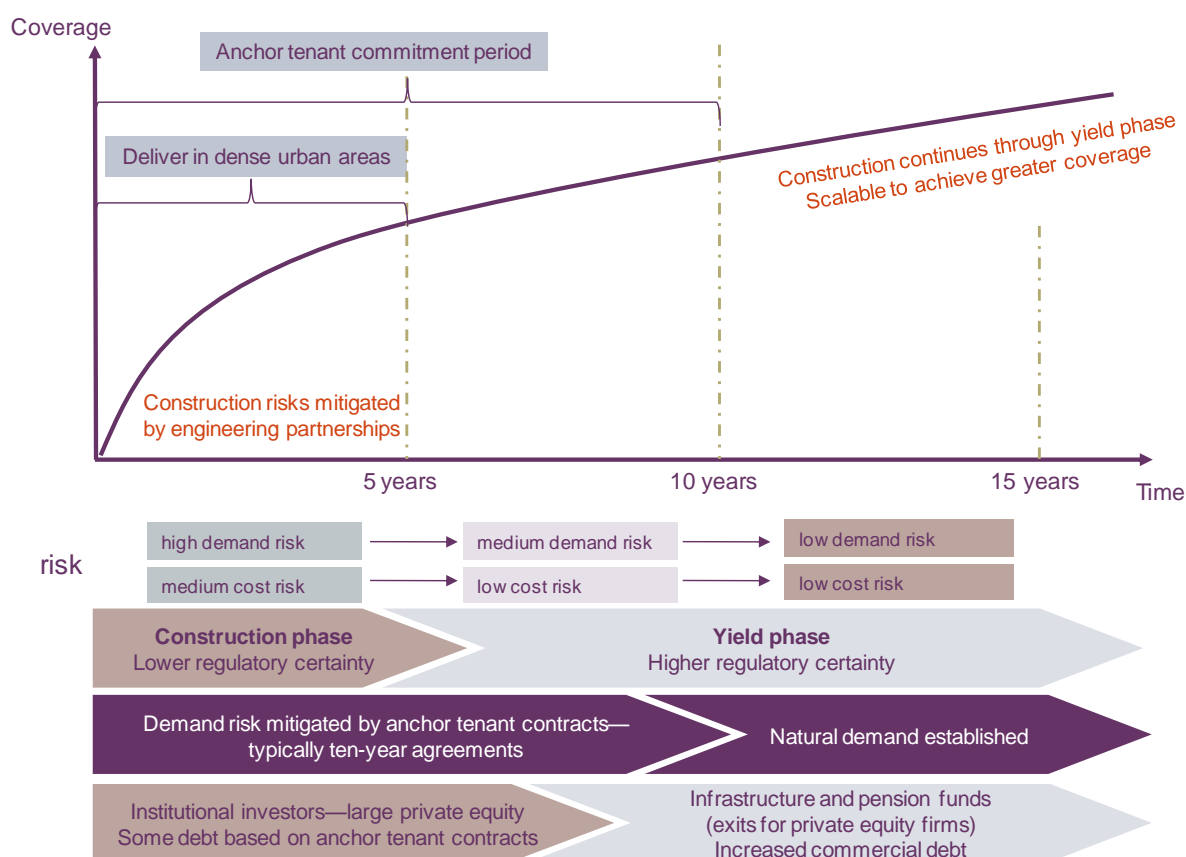 Coverage
Anchor tenant commitment period
Deliver in dense urban areas
Construction continues through yield phase
Scalable to achieve greater coverage
Construction risks mitigated
by engineering partnerships
5 years
10 years
15 years
Time
risk
high demand risk
medium demand risk
low demand risk
medium cost risk
low cost risk
low cost risk
Construction phase
Lower regulatory certainty
Yield phase
Higher regulatory certainty
Demand risk mitigated by anchor tenant contracts—
typically ten-year agreements
Natural demand established
Institutional investors—large private equity
Some debt based on anchor tenant contracts
Infrastructure and pension funds
(exits for private equity firms)
Increased commercial debt